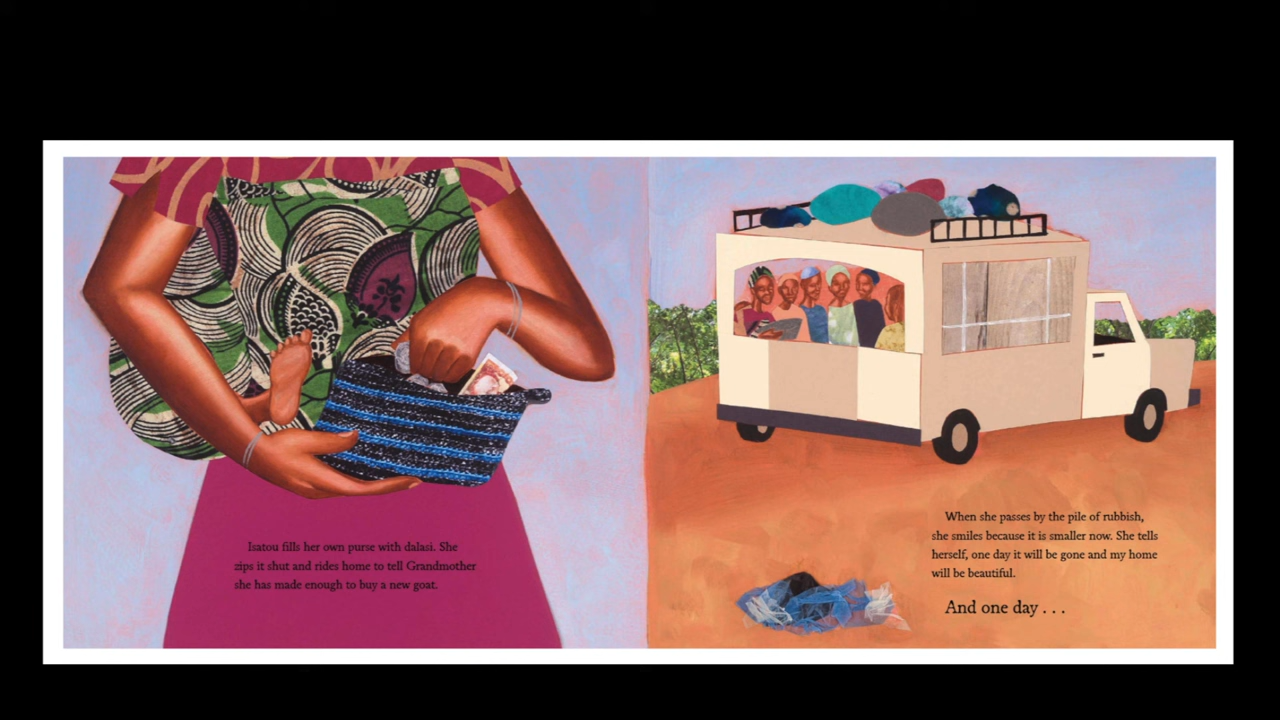 Isatou fills her own purse with dalasi. She
zips it shut and rides home to tell Grandmother
she has made enough to buy a new goat.
When she passes by the pile of rubbish,
she smiles because it is smaller now. She tells
herself, one day it will be gone and my home
will be beautiful.
And one day . . .